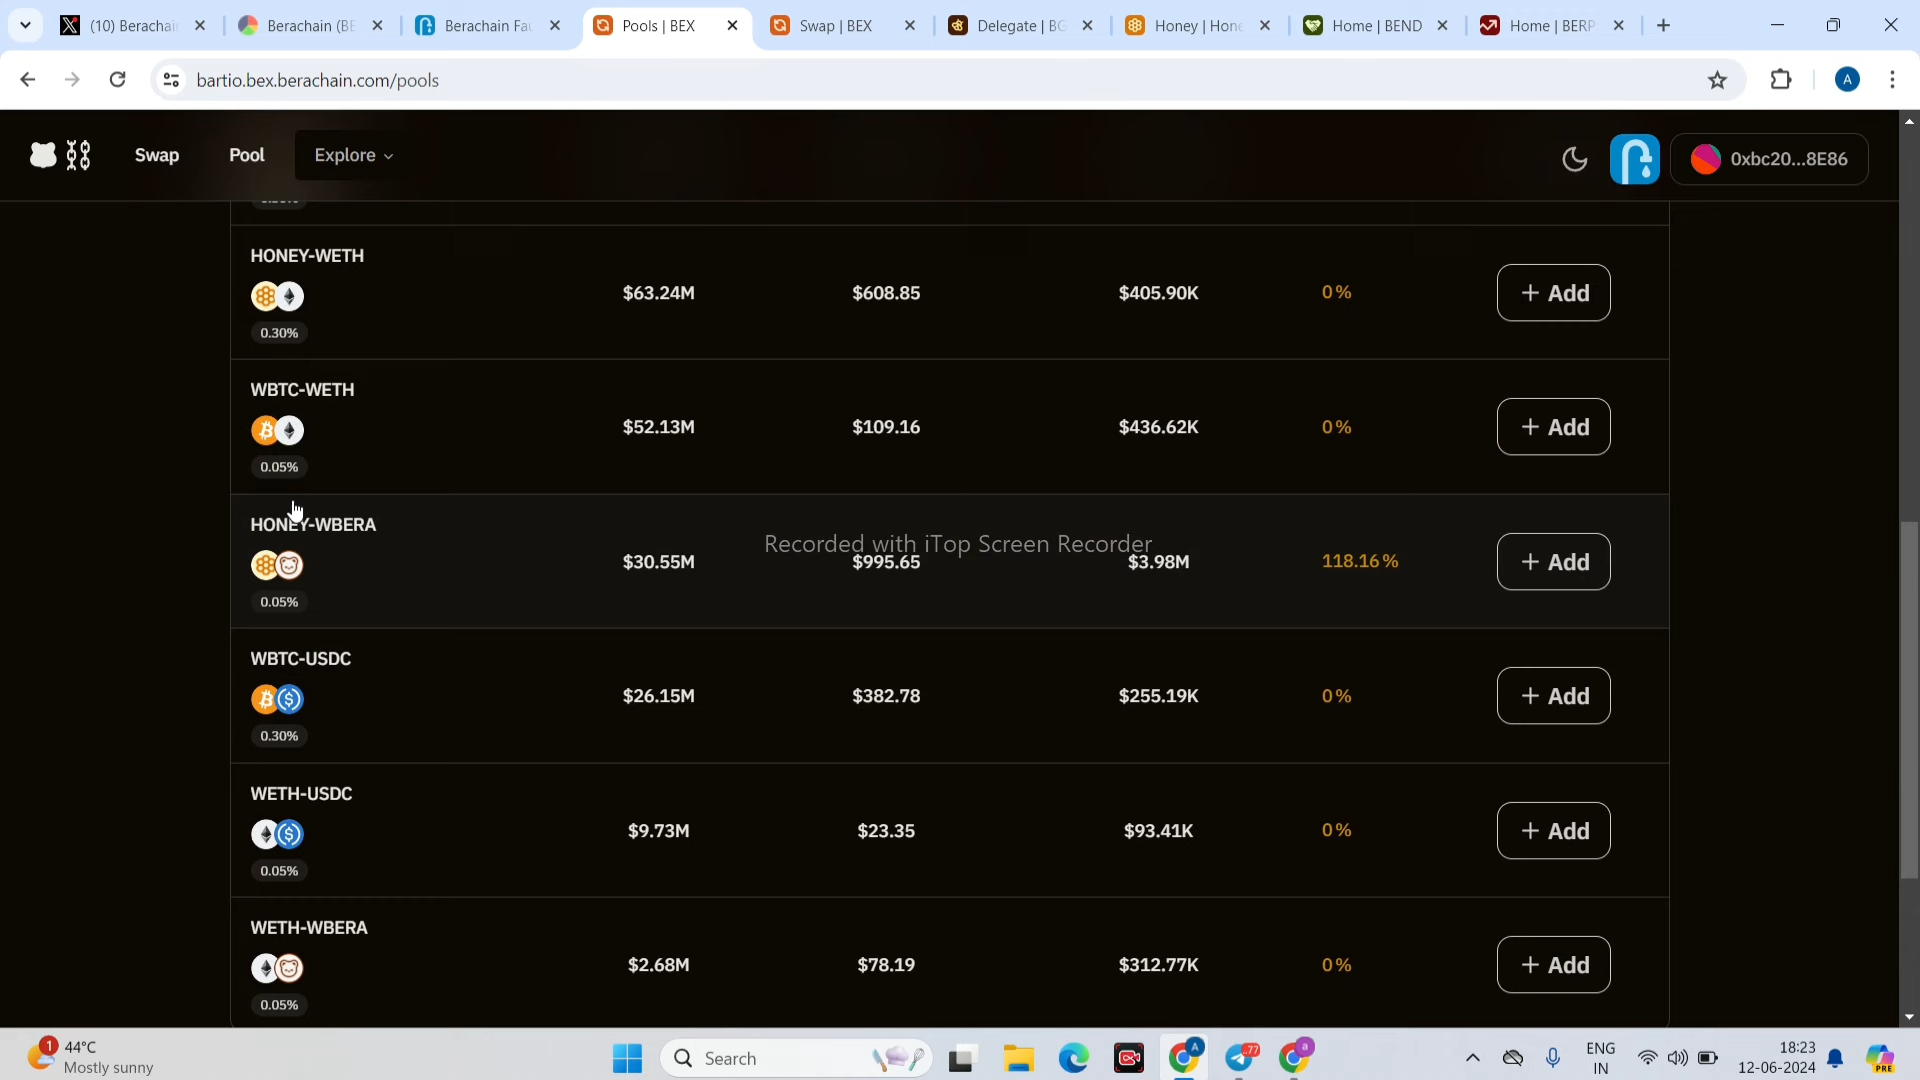 (10) Berachain
Berachain (BE
Berachain Fau
Pools | BEX
Swap | BEX
Delegate | BG
Honey | Hone
Home | BEND
Home | BERP
bartio.bex.berachain.com/pools
A
Swap
Pool
Explore
0xbc20...8E86
HONEY-WETH
0.30%
$63.24M
$608.85
$405.90K
0%
+ Add
WBTC-WETH
0.05%
$52.13M
$109.16
$436.62K
0%
+ Add
HONEY-WBERA
0.05%
$30.55M
$995.65
$3.98M
118.16%
+ Add
Recorded with iTop Screen Recorder
WBTC-USDC
0.30%
$26.15M
$382.78
$255.19K
0%
+ Add
WETH-USDC
0.05%
$9.73M
$23.35
$93.41K
0%
+ Add
WETH-WBERA
0.05%
$2.68M
$78.19
$312.77K
0%
+ Add
1
44°C
Mostly sunny
Search
A
77
a
ENG
IN
18:23
12-06-2024
PRE